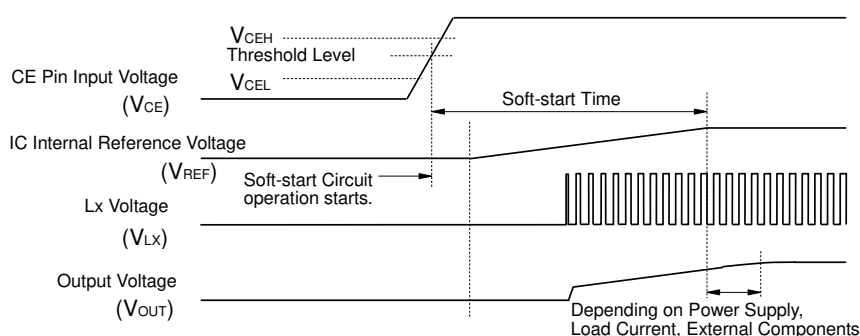 VCEH
Threshold Level
VCEL
CE Pin Input Voltage
(VCE)
Soft-start Time
IC Internal Reference Voltage
(VREF)
Soft-start Circuit
operation starts.
Lx Voltage
(VLX)
Output Voltage
(VOUT)
Depending on Power Supply,
Load Current, External Components